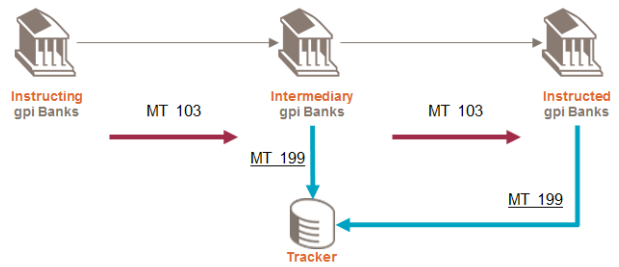 Instructing
gpi Banks
Intermediary
gpi Banks
Instructed
gpi Banks
MT 103
MT 103
MT 199
MT 199
Tracker